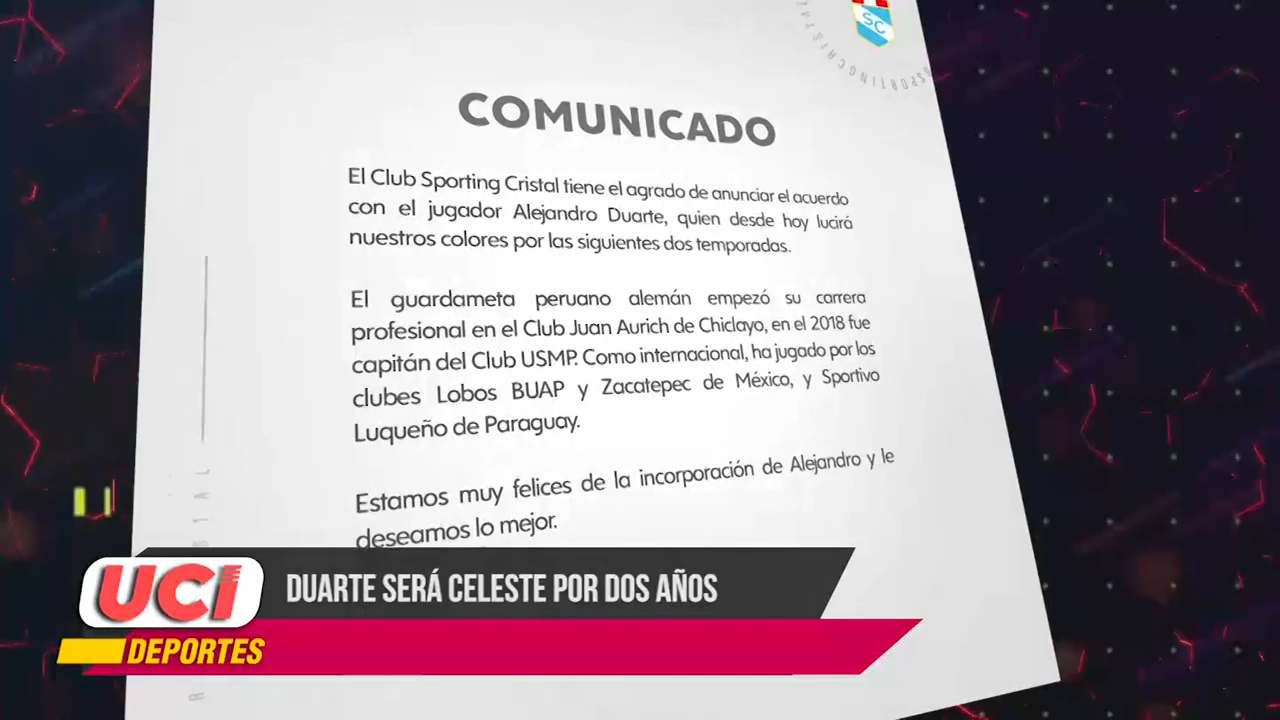 SC
SPORTINGCRISTAL
COMUNICADO
El Club Sporting Cristal tiene el agrado de anunciar el acuerdo
con el jugador Alejandro Duarte, quien desde hoy lucirá
nuestros colores por las siguientes dos temporadas.
El guardameta peruano alemán empezó su carrera
profesional en el Club Juan Aurich de Chiclayo, en el 2018 fue
capitán del Club USMP. Como internacional, ha jugado por los
clubes Lobos BUAP y Zacatepec de México, y Sportivo
Luqueño de Paraguay.
Estamos muy felices de la incorporación de Alejandro y le
deseamos lo mejor.
UCI
DUARTE SERÁ CELESTE POR DOS AÑOS
DEPORTES